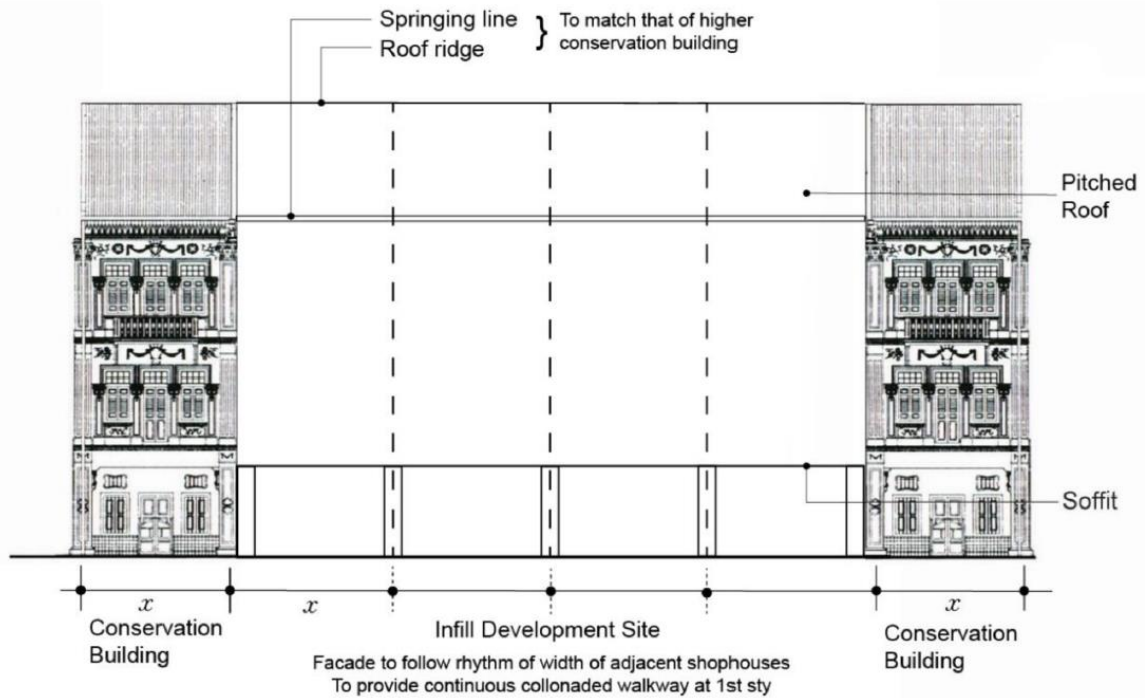 Springing line
Roof ridge
}
To match that of higher
conservation building
Pitched
Roof
Soffit
x
x
x
Conservation
Building
Infill Development Site
Conservation
Building
Facade to follow rhythm of width of adjacent shophouses
To provide continuous collonaded walkway at 1st sty